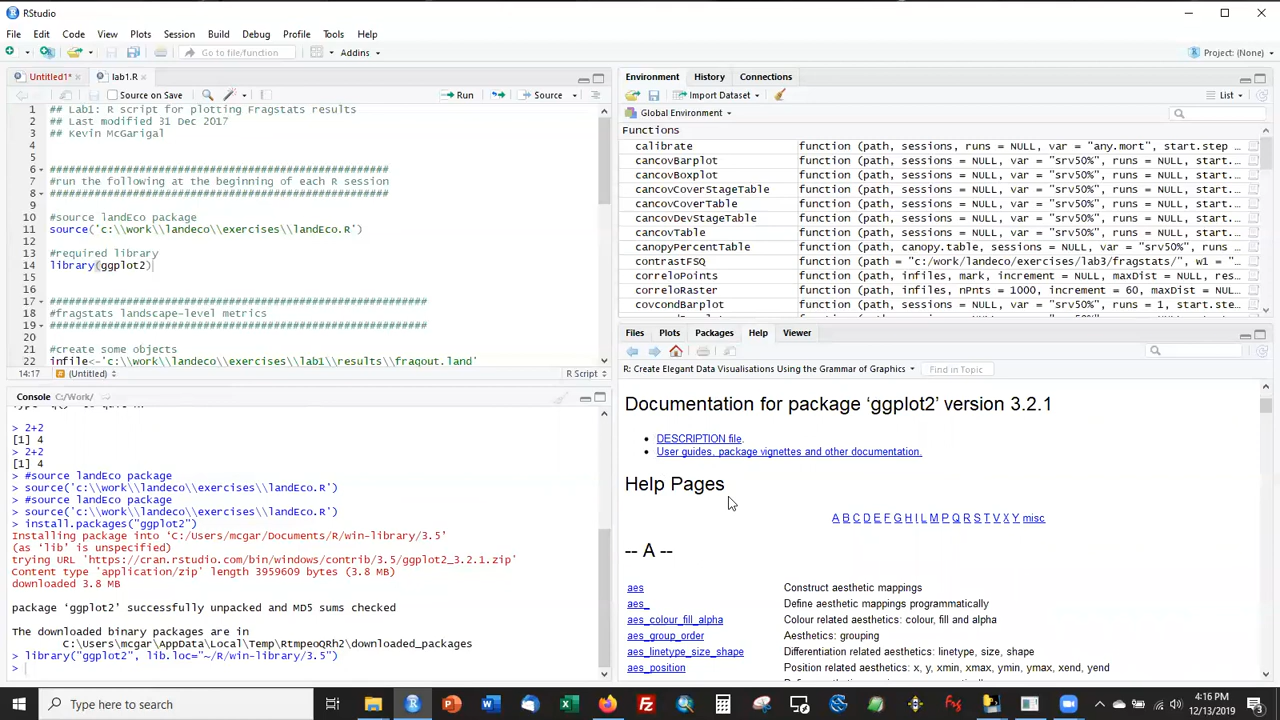 RStudio
File Edit Code View Plots Session Build Debug Profile Tools Help
Go to file/function Addins Project: (None)
Untitled1* lab1.R
Source on Save Run Source
1 ## Lab1: R script for plotting Fragstats results
2 ## Last modified 31 Dec 2017
3 ## Kevin McGarigal
4
5
6 ###############################################################
7 #run the following at the beginning of each R session
8 ###############################################################
9
10 #source landEco package
11 source('c:\\work\\landeco\\exercises\\landEco.R')
12
13 #required library
14 library(ggplot2)
15
16
17 ###############################################################
18 #fragstats landscape-level metrics
19 ###############################################################
20
21 #create some objects
22 infile<-'c:\\work\\landeco\\exercises\\lab1\\results\\fragout.land'
14:17 (Untitled) R Script
Console C:/Work/
> 2+2
[1] 4
> 2+2
[1] 4
> #source landEco package
> source('c:\\work\\landeco\\exercises\\landEco.R')
> #source landEco package
> source('c:\\work\\landeco\\exercises\\landEco.R')
> install.packages("ggplot2")
Installing package into ‘C:/Users/mcgar/Documents/R/win-library/3.5’
(as ‘lib’ is unspecified)
trying URL 'https://cran.rstudio.com/bin/windows/contrib/3.5/ggplot2_3.2.1.zip'
Content type 'application/zip' length 3959609 bytes (3.8 MB)
downloaded 3.8 MB
package ‘ggplot2’ successfully unpacked and MD5 sums checked
The downloaded binary packages are in
C:\Users\mcgar\AppData\Local\Temp\RtmpeoQRh2\downloaded_packages
> library("ggplot2", lib.loc="~/R/win-library/3.5")
>
Environment History Connections
Import Dataset List
Global Environment
Functions
calibrate function (path, sessions, runs = NULL, var = "any.mort", start.step …
cancovBarplot function (path, sessions = NULL, var = "srv50%", runs = NULL, start.…
cancovBoxplot function (path, sessions = NULL, var = "srv50%", runs = NULL, start.…
cancovCoverStageTable function (path, sessions = NULL, var = "srv50%", runs = NULL, start.…
cancovCoverTable function (path, sessions = NULL, var = "srv50%", runs = NULL, start.…
cancovDevStageTable function (path, sessions = NULL, var = "srv50%", runs = NULL, start.…
cancovTable function (path, sessions = NULL, var = "srv50%", runs = NULL, start.…
canopyPercentTable function (path, canopy.table, sessions = NULL, var = "srv50%", runs …
contrastFSQ function (path = "c:/work/landeco/exercises/lab3/fragstats/", w1 = "…
correloPoints function (path, infiles, mark, increment = NULL, maxDist = NULL, res…
correloRaster function (path, infiles, nPnts = 1000, increment = 60, maxDist = NUL…
covcondBarplot function (path, sessions = NULL, var = "srv50%", runs = 1, start.ste…
Files Plots Packages Help Viewer
R: Create Elegant Data Visualisations Using the Grammar of Graphics Find in Topic
Documentation for package ‘ggplot2’ version 3.2.1
DESCRIPTION file.
User guides, package vignettes and other documentation.
Help Pages
A B C D E F G H I L M P Q R S T V X Y misc
-- A --
aes Construct aesthetic mappings
aes_ Define aesthetic mappings programmatically
aes_colour_fill_alpha Colour related aesthetics: colour, fill and alpha
aes_group_order Aesthetics: grouping
aes_linetype_size_shape Differentiation related aesthetics: linetype, size, shape
aes_position Position related aesthetics: x, y, xmin, xmax, ymin, ymax, xend, yend
Type here to search
4:16 PM
12/13/2019